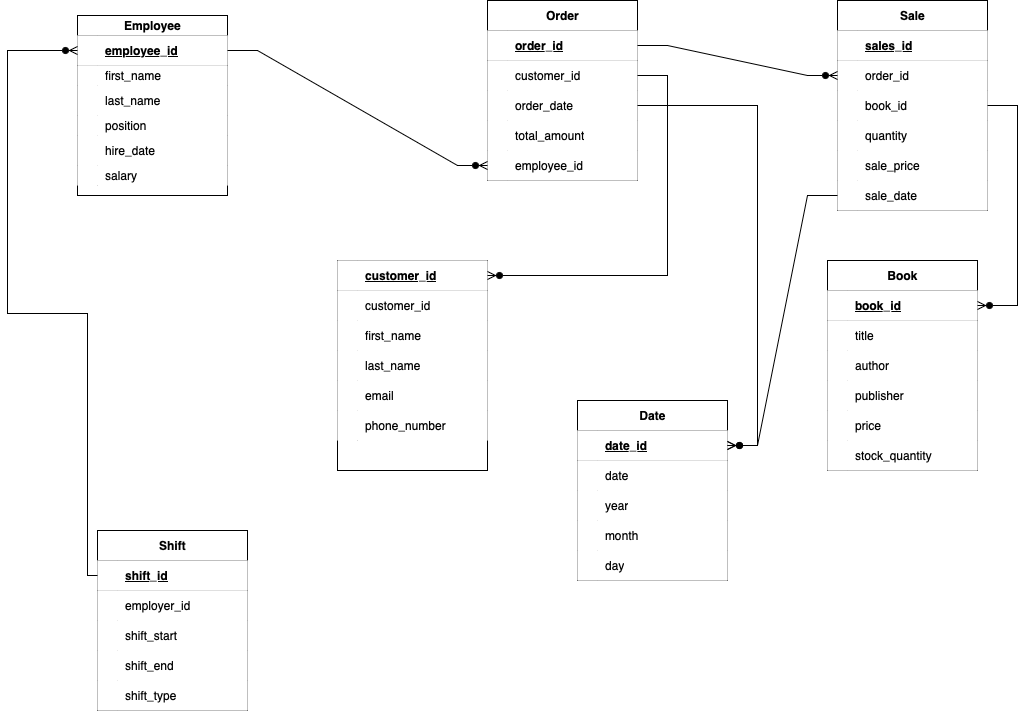 Employee
employee_id
first_name
last_name
position
hire_date
salary
Order
order_id
customer_id
order_date
total_amount
employee_id
Sale
sales_id
order_id
book_id
quantity
sale_price
sale_date
customer_id
customer_id
first_name
last_name
email
phone_number
Book
book_id
title
author
publisher
price
stock_quantity
Date
date_id
date
year
month
day
Shift
shift_id
employer_id
shift_start
shift_end
shift_type